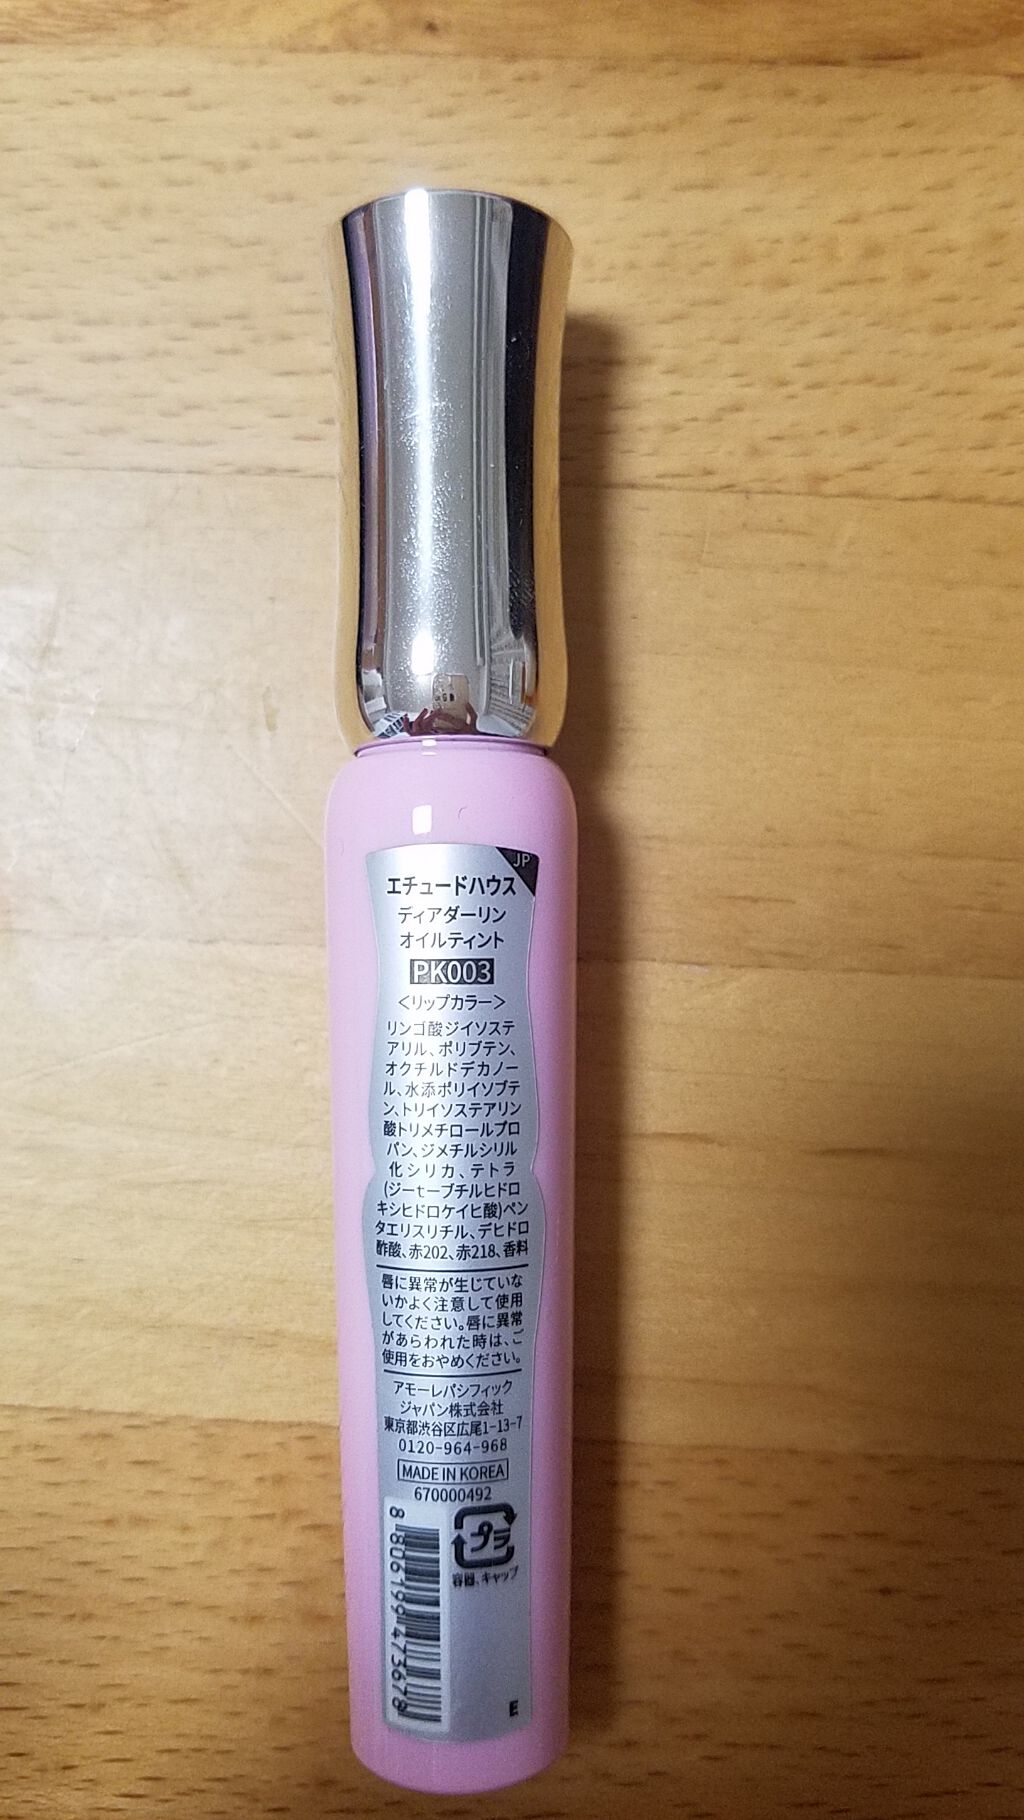 JP
エチュードハウス
ディアダーリン
オイルティント
PK003
<リップカラー>
リンゴ酸ジイソステ
アリル、ポリブテン、
オクチルドデカノー
ル、水添ポリイソブテ
ン、トリイソステアリン
酸トリメチロールプロ
パン、ジメチルシリル
化シリカ、テトラ
(ジーtーブチルヒドロ
キシヒドロケイヒ酸)ペン
タエリスリチル、デヒドロ
酢酸、赤202、赤218、香料
唇に異常が生じていな
いかよく注意して使用
してください。唇に異常
があらわれた時は、ご
使用をおやめください。
アモーレパシフィック
ジャパン株式会社
東京都渋谷区広尾1-13-7
0120-964-968
MADE IN KOREA
670000492
8 806199 473678
プラ
容器、キャップ
E